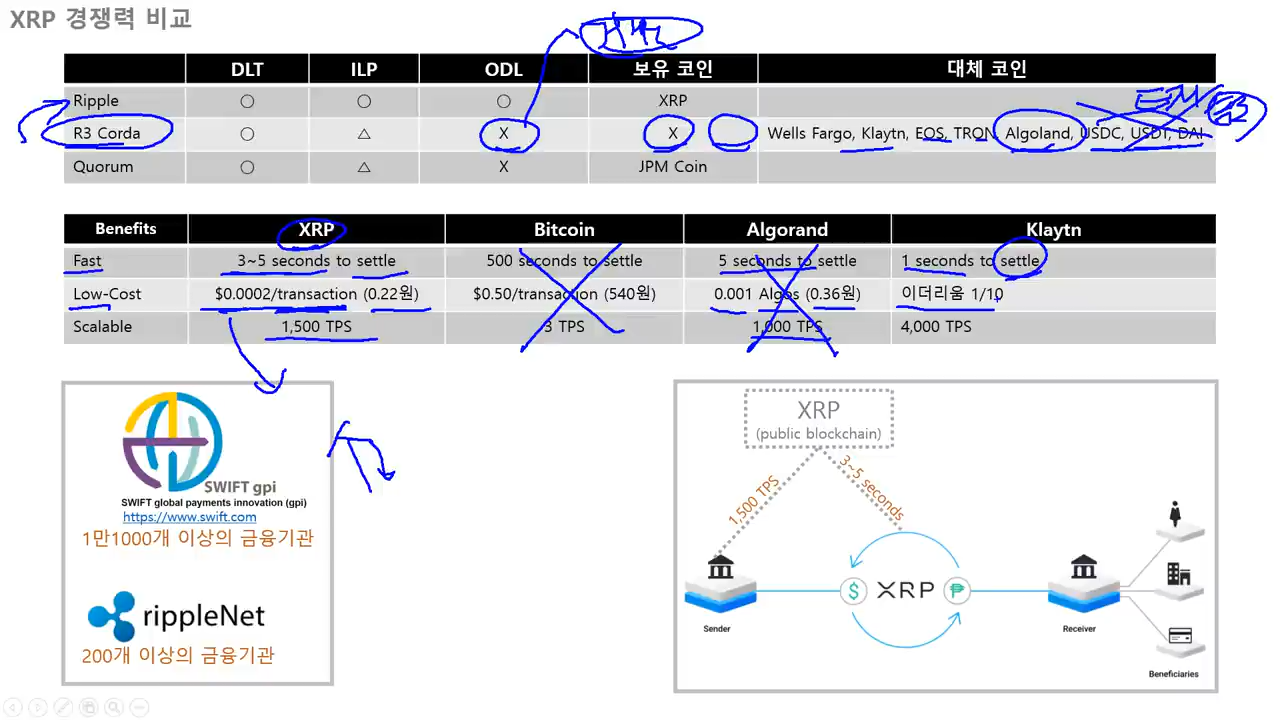 XRP 경쟁력 비교
DLT ILP ODL 보유 코인 대체 코인
Ripple ○ ○ ○ XRP
R3 Corda ○ △ X X Wells Fargo, Klaytn, EOS, TRON, Algoland, USDC, USDT, DAI
Quorum ○ △ X JPM Coin
Benefits XRP Bitcoin Algorand Klaytn
Fast 3~5 seconds to settle 500 seconds to settle 5 seconds to settle 1 seconds to settle
Low-Cost $0.0002/transaction (0.22원) $0.50/transaction (540원) 0.001 Algos (0.36원) 이더리움 1/10
Scalable 1,500 TPS 3 TPS 1,000 TPS 4,000 TPS
SWIFT gpi
SWIFT global payments innovation (gpi)
https://www.swift.com
1만1000개 이상의 금융기관
rippleNet
200개 이상의 금융기관
XRP
(public blockchain)
1,500 TPS
3~5 seconds
$ XRP ₱
Sender
Receiver
Beneficiaries